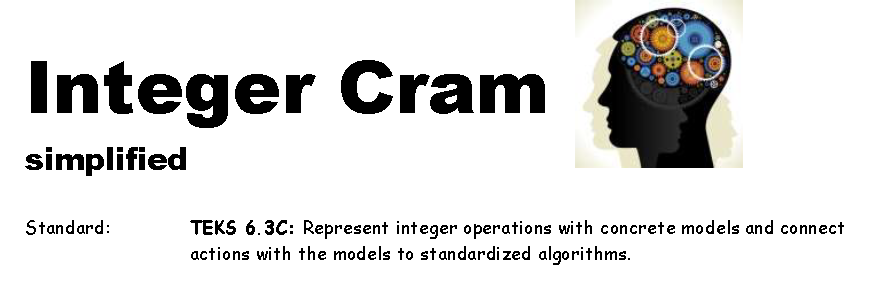 Integer Cram
simplified
Standard: TEKS 6.3C: Represent integer operations with concrete models and connect
actions with the models to standardized algorithms.